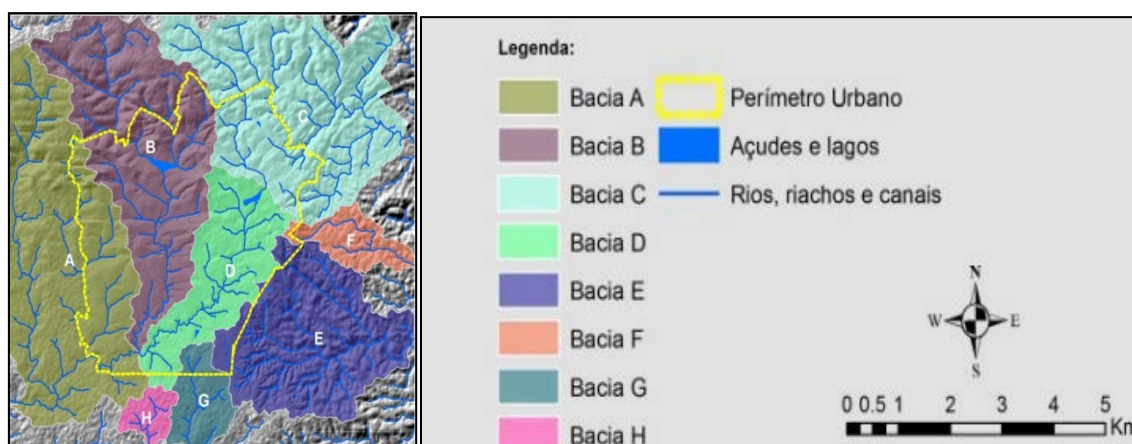 B
C
A
D
F
E
G
H
Legenda:
Bacia A
Perímetro Urbano
Bacia B
Açudes e lagos
Bacia C
Rios, riachos e canais
Bacia D
Bacia E
Bacia F
Bacia G
Bacia H
N
W E
S
0 0.5 1 2 3 4 5
Km